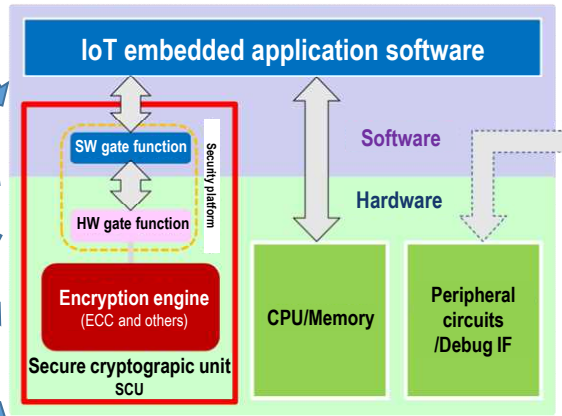 IoT embedded application software
SW gate function
Security platform
Software
Hardware
HW gate function
Encryption engine
(ECC and others)
CPU/Memory
Peripheral
circuits
/Debug IF
Secure cryptograpic unit
SCU